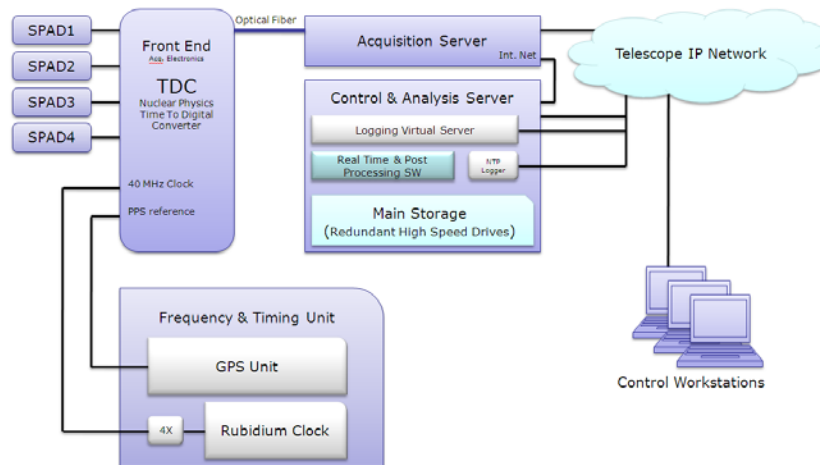 SPAD1
SPAD2
SPAD3
SPAD4
Front End
Acq. Electronics
TDC
Nuclear Physics
Time To Digital
Converter
40 MHz Clock
PPS reference
Optical Fiber
Acquisition Server
Int. Net
Control & Analysis Server
Logging Virtual Server
Real Time & Post
Processing SW
NTP
Logger
Main Storage
(Redundant High Speed Drives)
Telescope IP Network
Control Workstations
Frequency & Timing Unit
GPS Unit
4X
Rubidium Clock